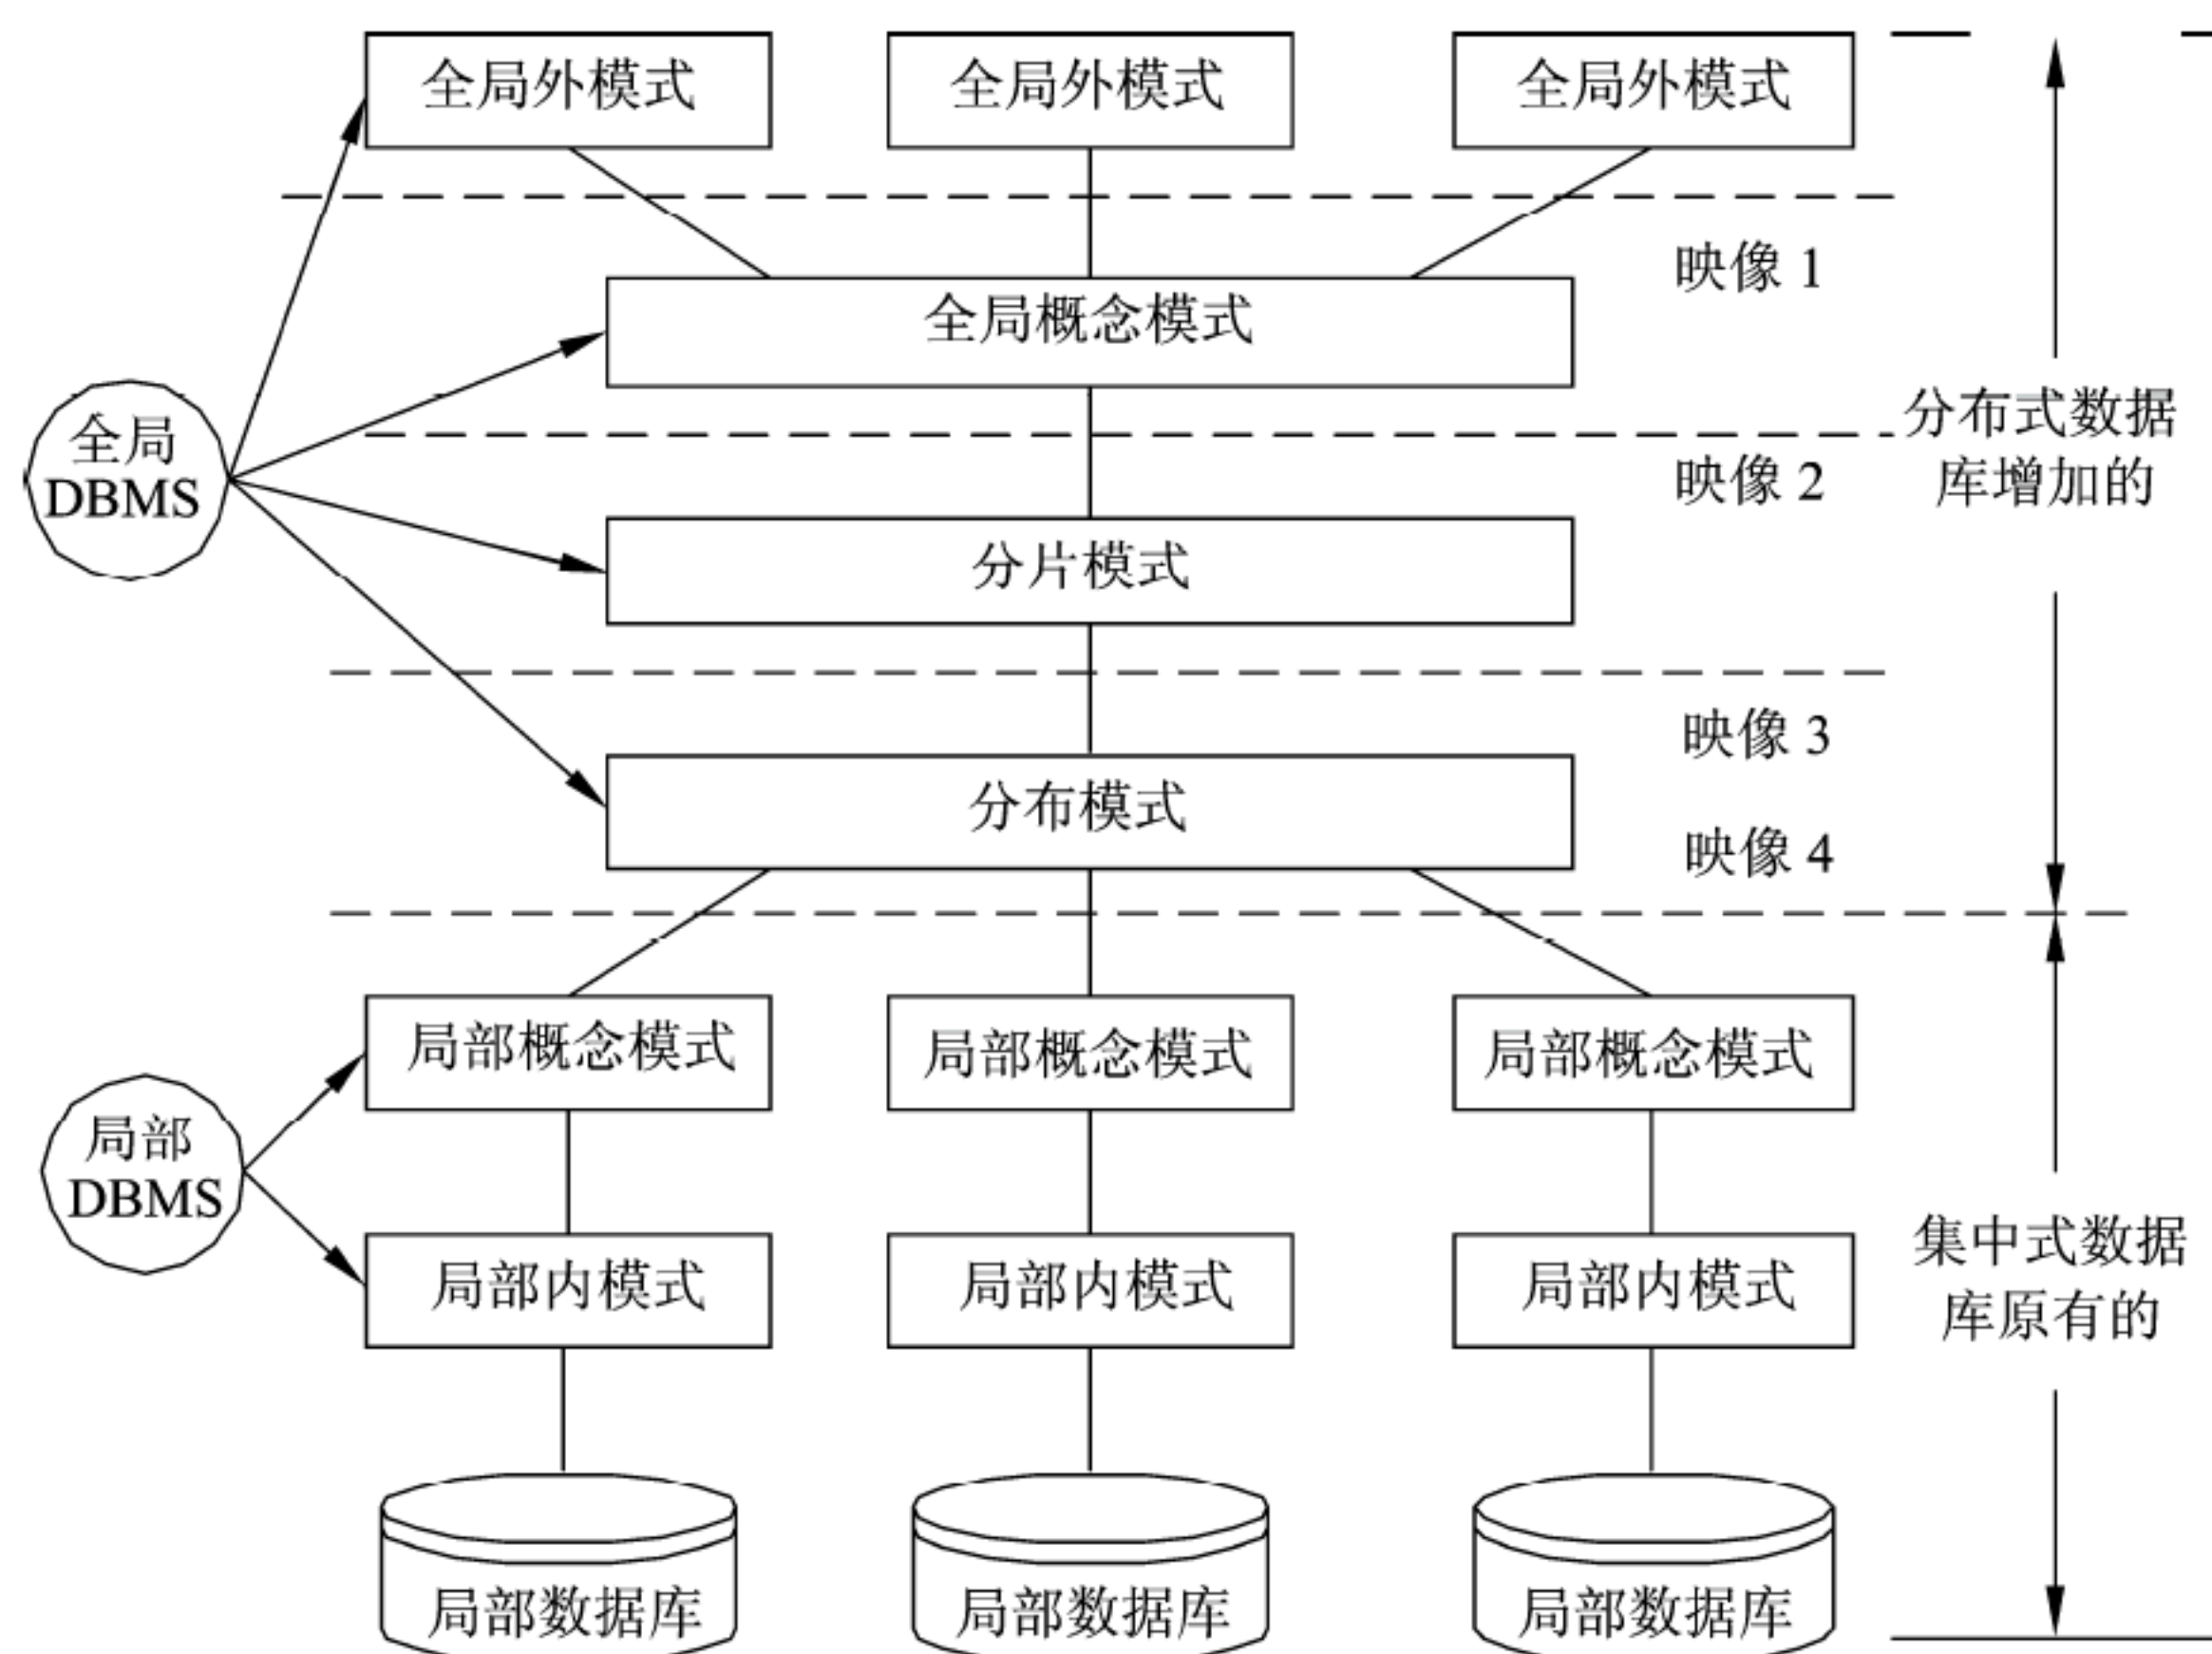 全局外模式
全局外模式
全局外模式
映像 1
全局概念模式
全局
DBMS
分布式数据
库增加的
映像 2
分片模式
映像 3
分布模式
映像 4
局部概念模式
局部概念模式
局部概念模式
局部
DBMS
局部内模式
局部内模式
局部内模式
集中式数据
库原有的
局部数据库
局部数据库
局部数据库